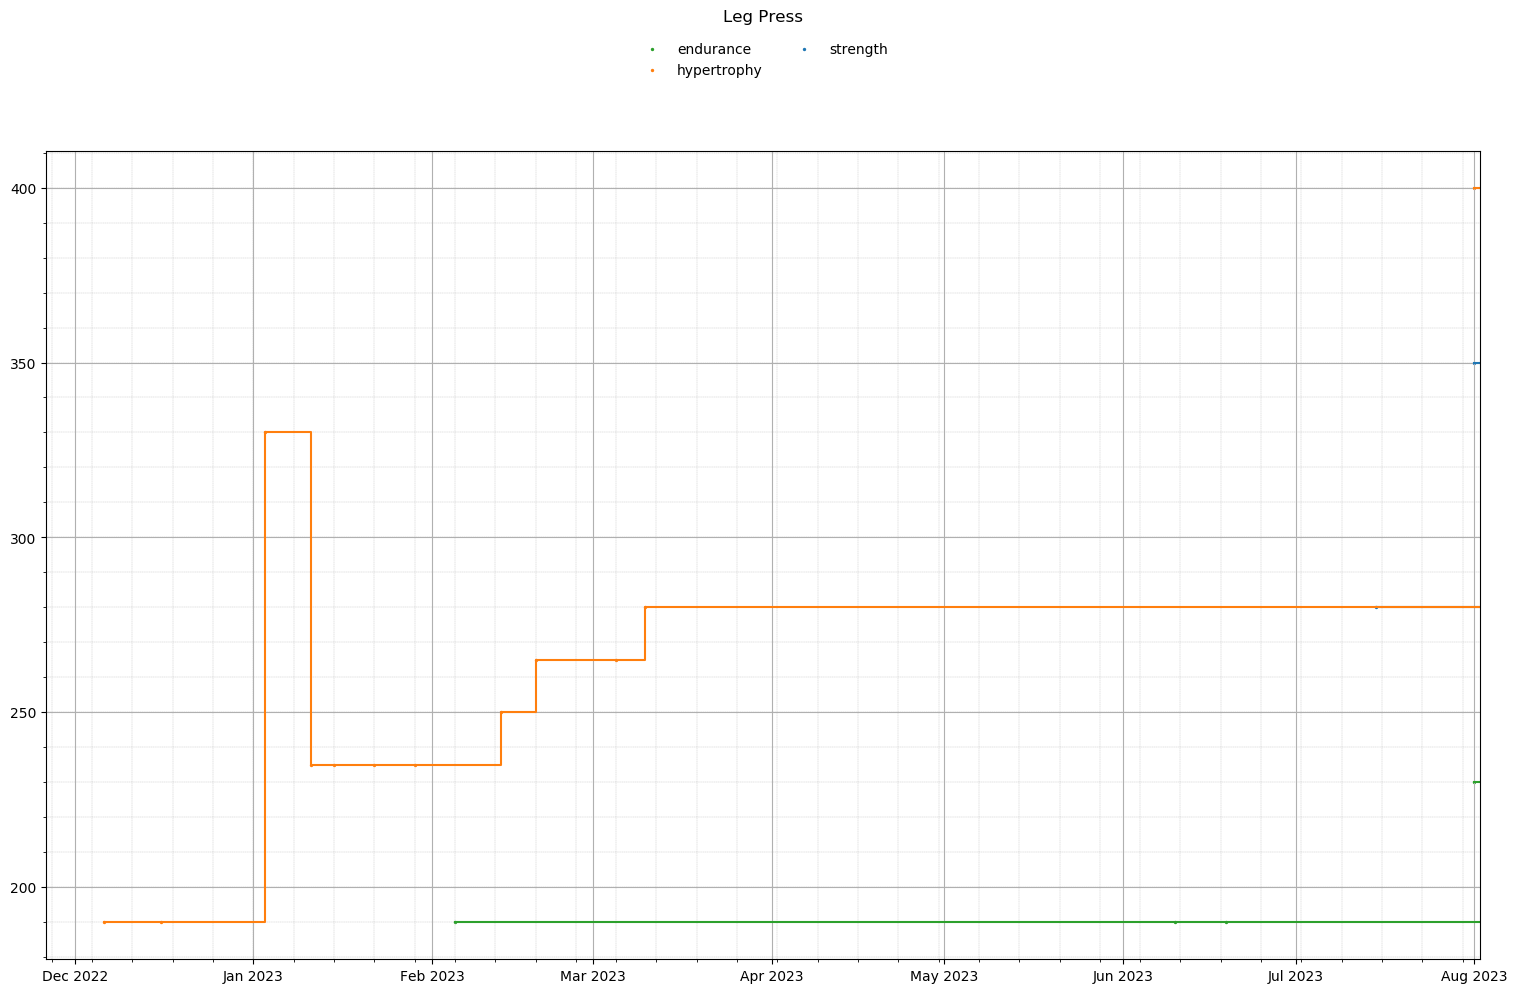 Leg Press
endurance
hypertrophy
strength
400
350
300
250
200
Dec 2022
Jan 2023
Feb 2023
Mar 2023
Apr 2023
May 2023
Jun 2023
Jul 2023
Aug 2023